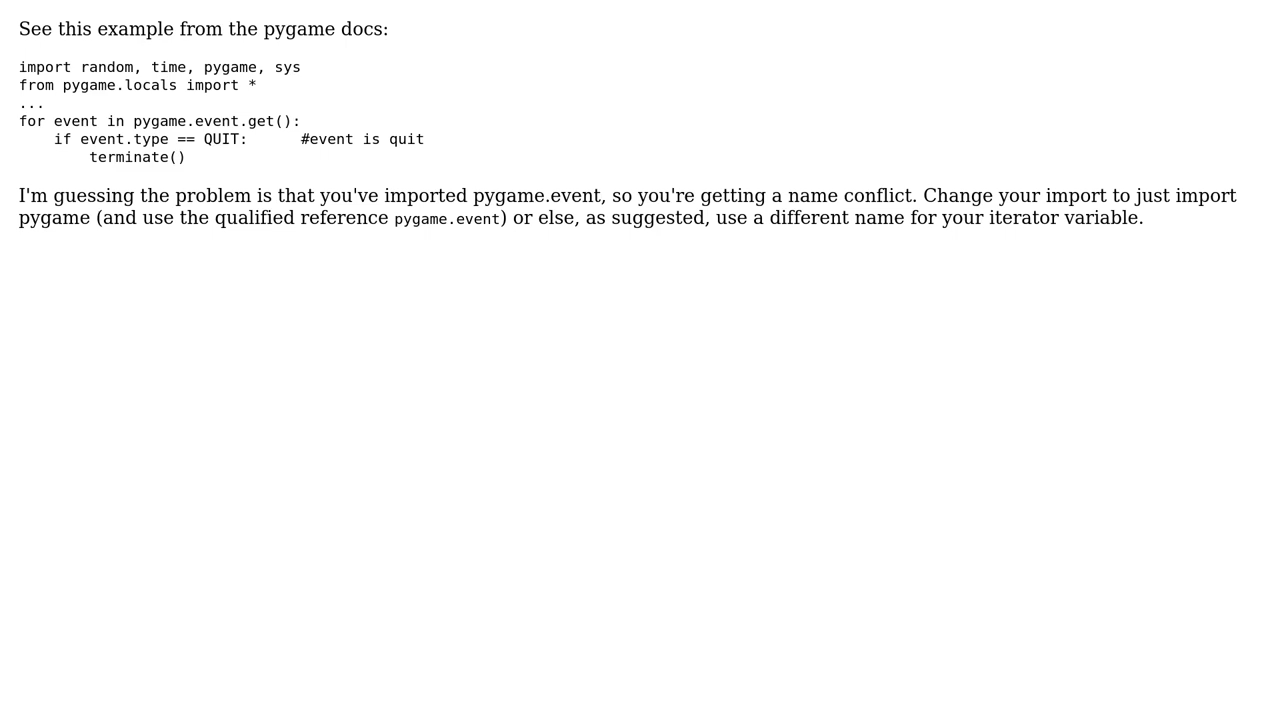 See this example from the pygame docs:
import random, time, pygame, sys
from pygame.locals import *
...
for event in pygame.event.get():
    if event.type == QUIT:      #event is quit
        terminate()
I'm guessing the problem is that you've imported pygame.event, so you're getting a name conflict. Change your import to just import
pygame (and use the qualified reference pygame.event) or else, as suggested, use a different name for your iterator variable.